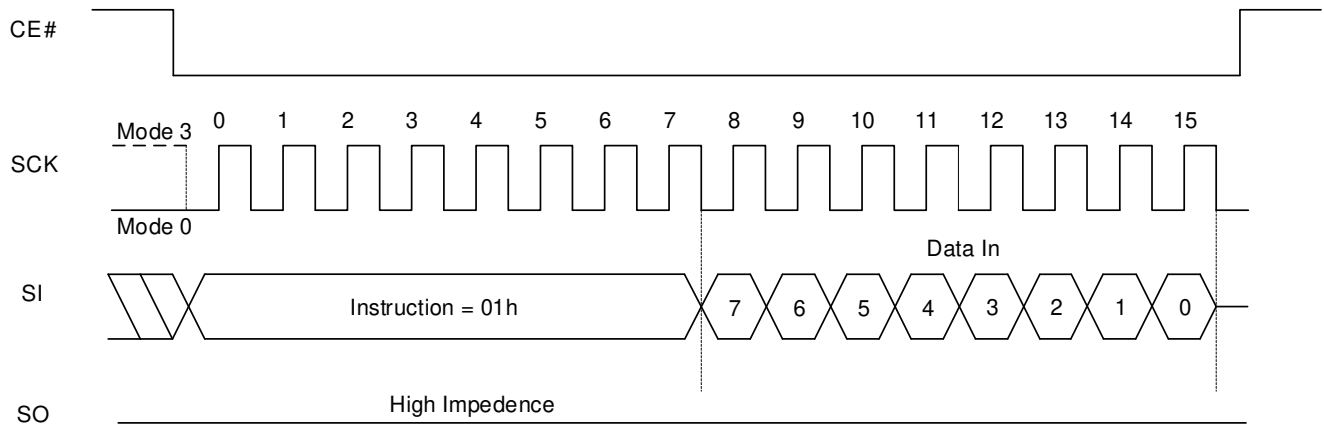 CE#
Mode 3 0 1 2 3 4 5 6 7 8 9 10 11 12 13 14 15
SCK
Mode 0
Data In
SI Instruction = 01h 7 6 5 4 3 2 1 0
High Impedence
SO